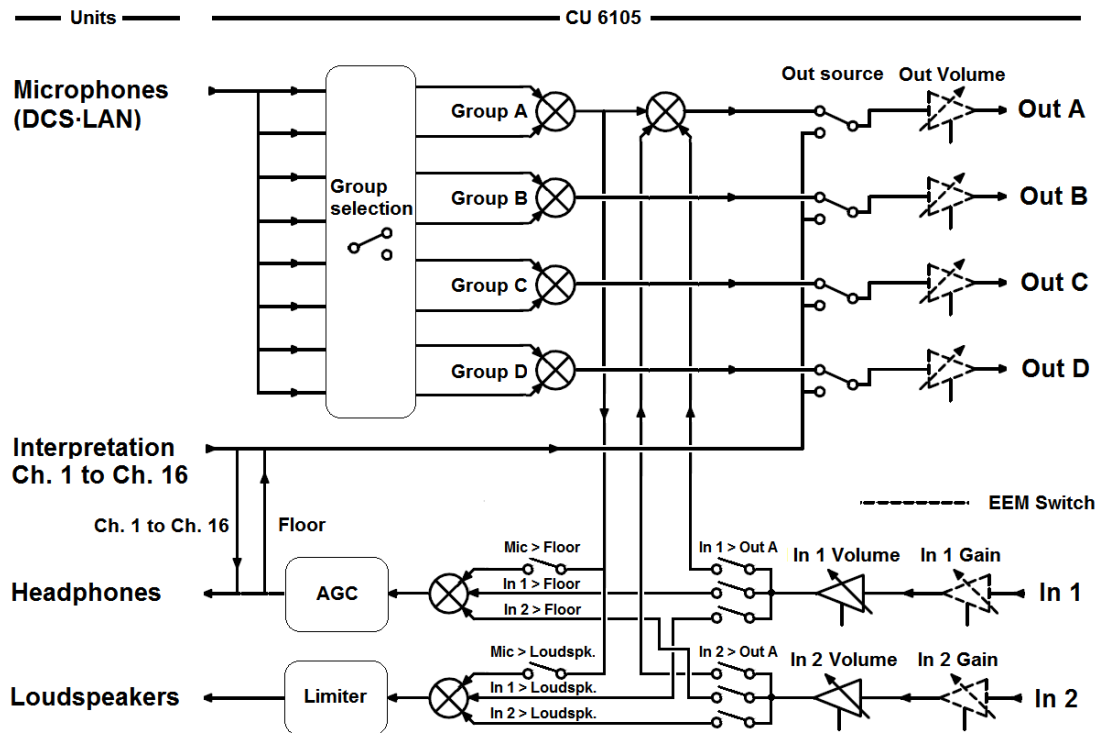 Units
CU 6105
Microphones
(DCS·LAN)
Group
selection
Group A
Group B
Group C
Group D
Out source
Out Volume
Out A
Out B
Out C
Out D
Interpretation
Ch. 1 to Ch. 16
Ch. 1 to Ch. 16
Floor
EEM Switch
Headphones
AGC
Mic > Floor
In 1 > Floor
In 2 > Floor
In 1 > Out A
In 1 Volume
In 1 Gain
In 1
Loudspeakers
Limiter
Mic > Loudspk.
In 1 > Loudspk.
In 2 > Loudspk.
In 2 > Out A
In 2 Volume
In 2 Gain
In 2